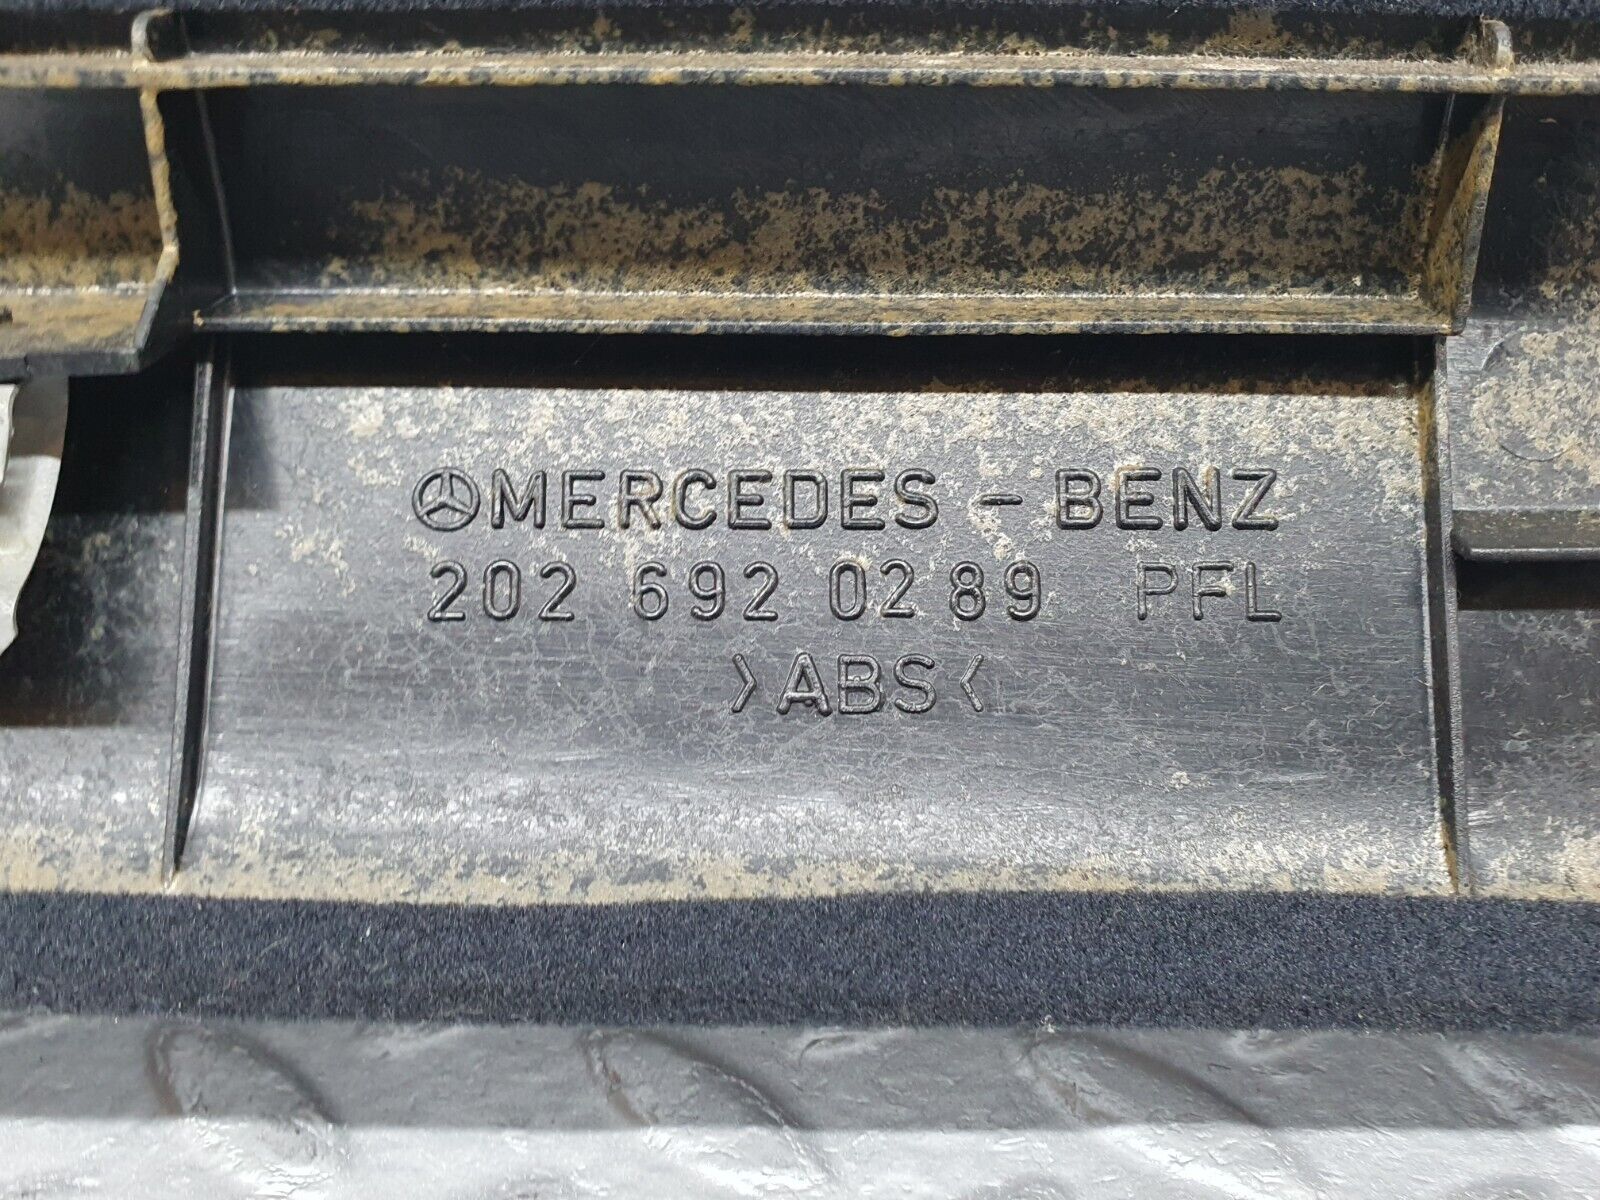 MERCEDES-BENZ
202 692 02 89 PFL
>ABS<